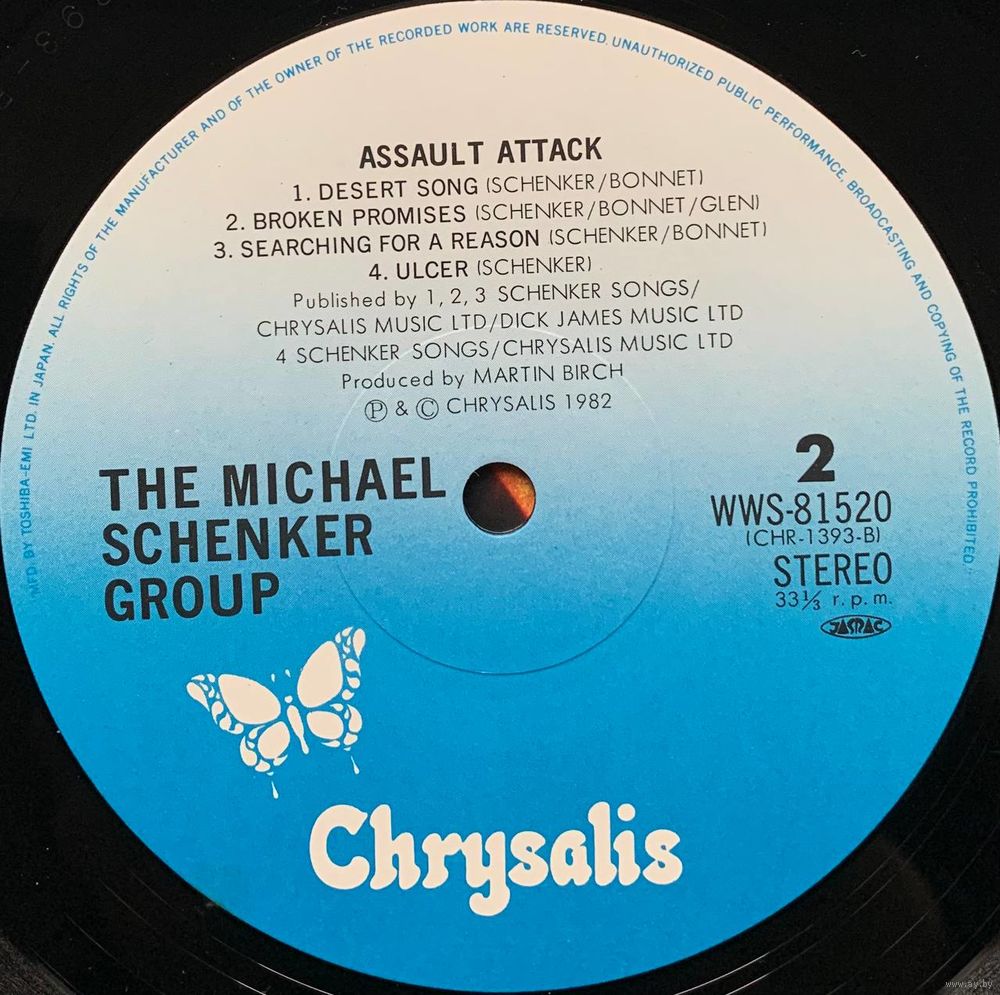 MFD. BY TOSHIBA-EMI LTD. IN JAPAN. ALL RIGHTS OF THE MANUFACTURER AND OF THE OWNER OF THE RECORDED WORK ARE RESERVED. UNAUTHORIZED PUBLIC PERFORMANCE, BROADCASTING AND COPYING OF THE RECORD PROHIBITED.
ASSAULT ATTACK
1. DESERT SONG (SCHENKER/BONNET)
2. BROKEN PROMISES (SCHENKER/BONNET/GLEN)
3. SEARCHING FOR A REASON (SCHENKER/BONNET)
4. ULCER (SCHENKER)
Published by 1, 2, 3 SCHENKER SONGS/
CHRYSALIS MUSIC LTD/DICK JAMES MUSIC LTD
4 SCHENKER SONGS/CHRYSALIS MUSIC LTD
Produced by MARTIN BIRCH
Ⓟ & Ⓒ CHRYSALIS 1982
THE MICHAEL
SCHENKER
GROUP
2
WWS-81520
(CHR-1393-B)
STEREO
33⅓ r.p.m.
JASRAC
Chrysalis
www.ay.by